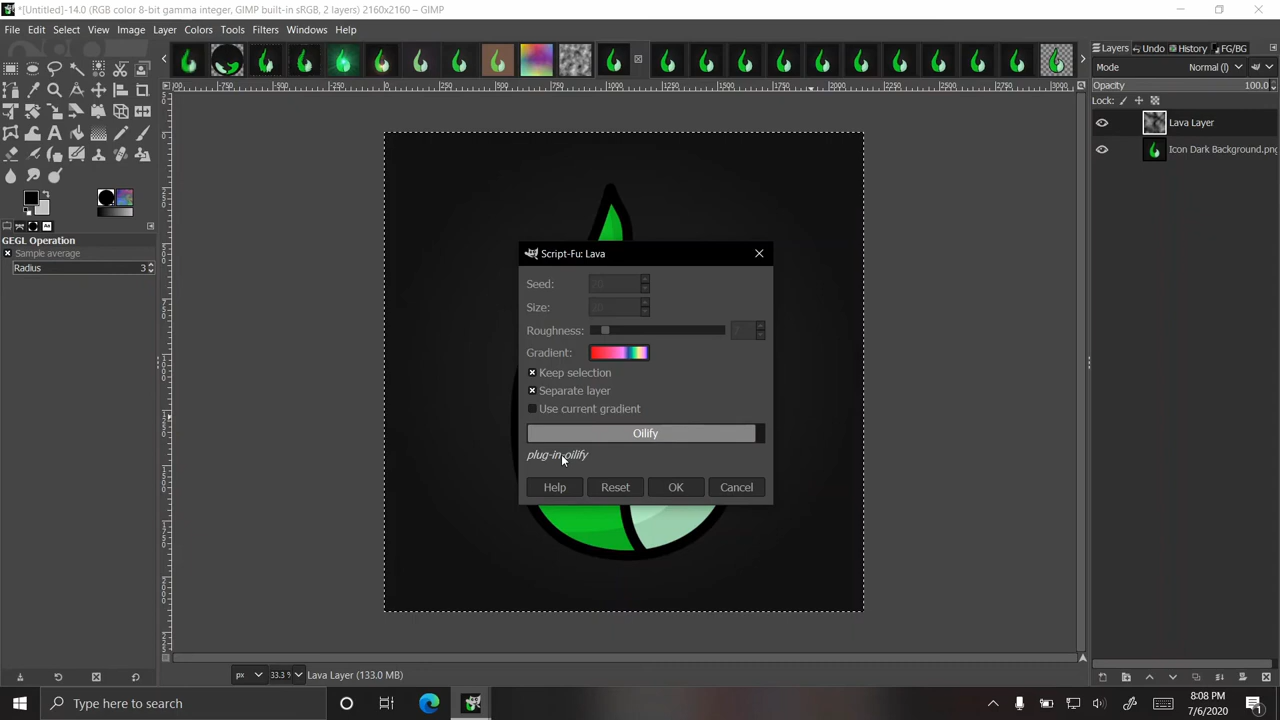 *[Untitled]-14.0 (RGB color 8-bit gamma integer, GIMP built-in sRGB, 2 layers) 2160x2160 – GIMP
File Edit Select View Image Layer Colors Tools Filters Windows Help
Layers Undo History FG/BG
Mode Normal (l)
Opacity 100.0
Lock:
Lava Layer
Icon Dark Background.png
GEGL Operation
Sample average
Radius 3
Script-Fu: Lava
Seed:
Size:
Roughness:
Gradient:
Keep selection
Separate layer
Use current gradient
Oilify
plug-in-oilify
Help Reset OK Cancel
px 33.3 % Lava Layer (133.0 MB)
Type here to search
8:08 PM
7/6/2020
1